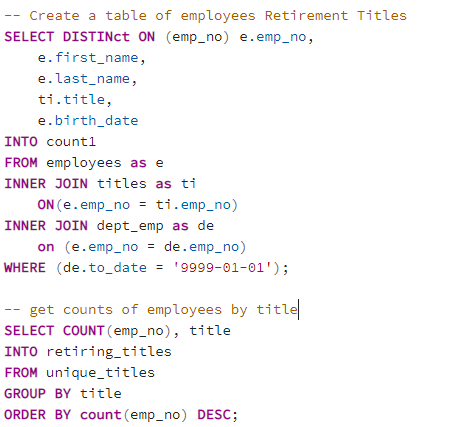 -- Create a table of employees Retirement Titles
SELECT DISTINct ON (emp_no) e.emp_no,
    e.first_name,
    e.last_name,
    ti.title,
    e.birth_date
INTO count1
FROM employees as e
INNER JOIN titles as ti
    ON(e.emp_no = ti.emp_no)
INNER JOIN dept_emp as de
    on (e.emp_no = de.emp_no)
WHERE (de.to_date = '9999-01-01');

-- get counts of employees by title
SELECT COUNT(emp_no), title
INTO retiring_titles
FROM unique_titles
GROUP BY title
ORDER BY count(emp_no) DESC;